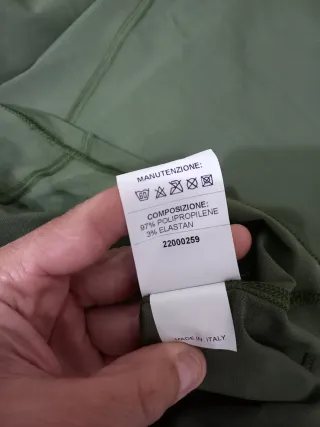 MANUTENZIONE:
COMPOSIZIONE:
97% POLIPROPILENE
3% ELASTAN
22000259
MADE IN ITALY